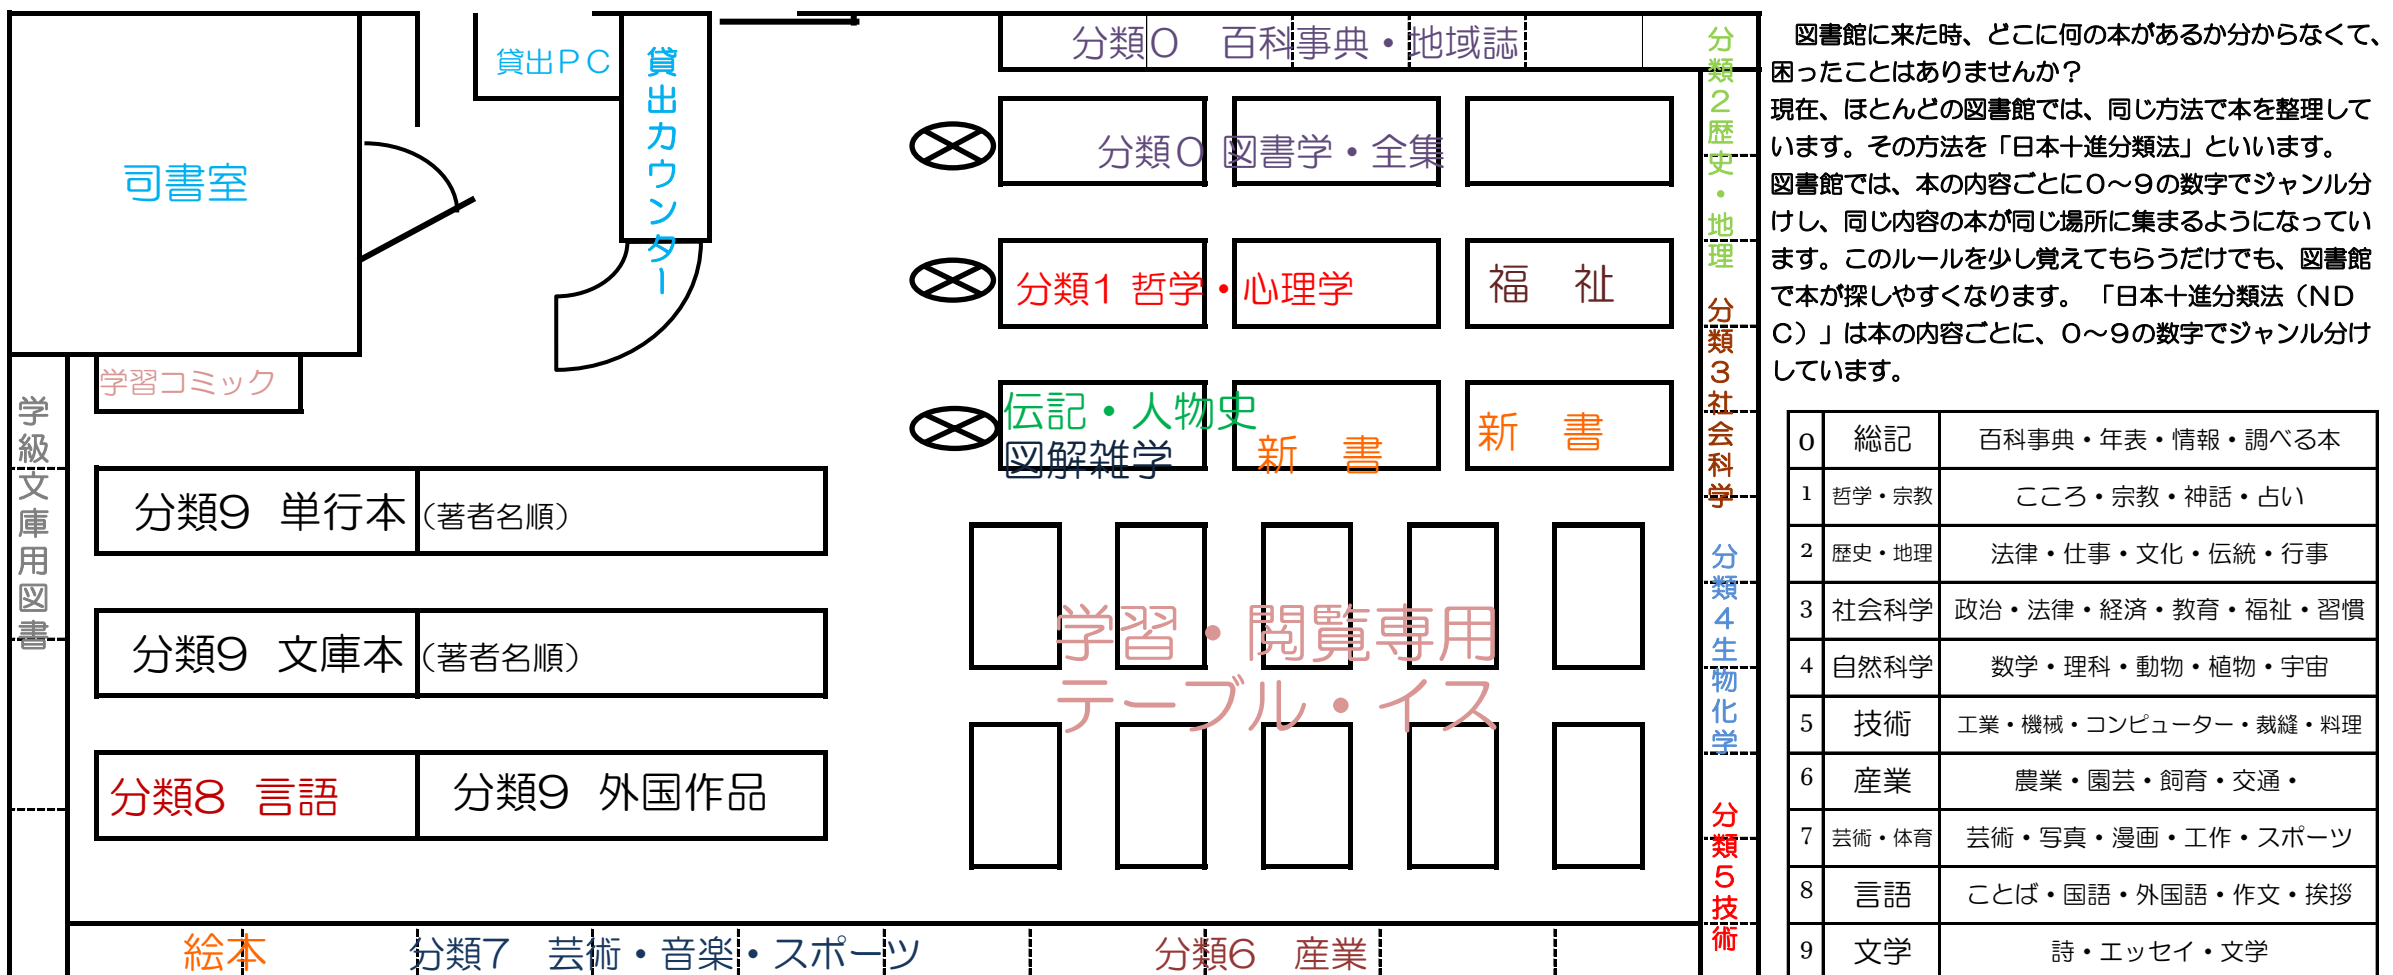 司書室
貸出ＰＣ
貸出カウンター
学習コミック
学級文庫用図書
分類９　単行本（著者名順）
分類９　文庫本（著者名順）
分類８　言語
分類９　外国作品
絵本
分類７　芸術・音楽・スポーツ
分類６　産業
分類０　百科事典・地域誌
分類０ 図書学・全集
分類１ 哲学・心理学
福　祉
伝記・人物史
図解雑学
新　書
新　書
学習・閲覧専用
テーブル・イス
分類２歴史・地理
分類３社会科学
分類４生物化学
分類５技術
図書館に来た時、どこに何の本があるか分からなくて、
困ったことはありませんか？
現在、ほとんどの図書館では、同じ方法で本を整理して
います。その方法を「日本十進分類法」といいます。
図書館では、本の内容ごとに０～９の数字でジャンル分
けし、同じ内容の本が同じ場所に集まるようになってい
ます。このルールを少し覚えてもらうだけでも、図書館
で本が探しやすくなります。「日本十進分類法（ＮＤ
Ｃ）」は本の内容ごとに、０～９の数字でジャンル分け
しています。
0 総記 百科事典・年表・情報・調べる本
1 哲学・宗教 こころ・宗教・神話・占い
2 歴史・地理 法律・仕事・文化・伝統・行事
3 社会科学 政治・法律・経済・教育・福祉・習慣
4 自然科学 数学・理科・動物・植物・宇宙
5 技術 工業・機械・コンピューター・裁縫・料理
6 産業 農業・園芸・飼育・交通・
7 芸術・体育 芸術・写真・漫画・工作・スポーツ
8 言語 ことば・国語・外国語・作文・挨拶
9 文学 詩・エッセイ・文学